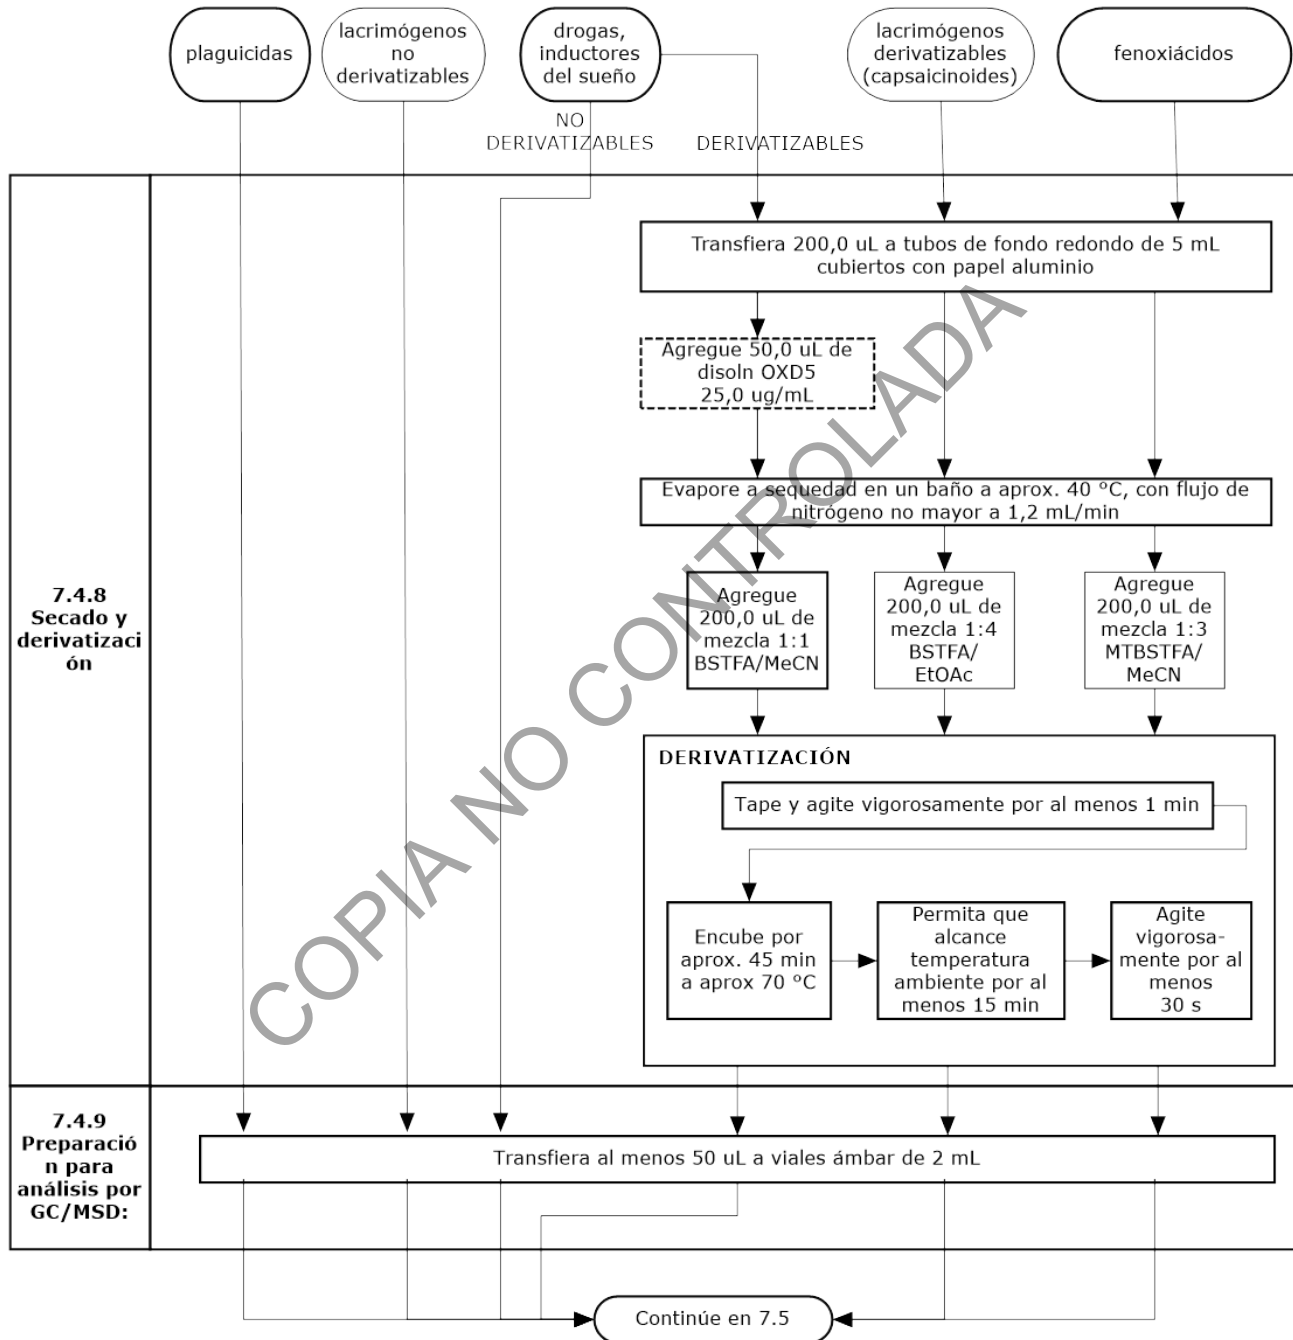 plaguicidas
lacrimógenos
no
derivatizables
drogas,
inductores
del sueño
lacrimógenos
derivatizables
(capsaicinoides)
fenoxiácidos
NO
DERIVATIZABLES
DERIVATIZABLES
7.4.8
Secado y
derivatizaci
ón
Transfiera 200,0 uL a tubos de fondo redondo de 5 mL
cubiertos con papel aluminio
Agregue 50,0 uL de
disoln OXD5
25,0 ug/mL
Evapore a sequedad en un baño a aprox. 40 ºC, con flujo de
nitrógeno no mayor a 1,2 mL/min
Agregue
200,0 uL de
mezcla 1:1
BSTFA/MeCN
Agregue
200,0 uL de
mezcla 1:4
BSTFA/
EtOAc
Agregue
200,0 uL de
mezcla 1:3
MTBSTFA/
MeCN
DERIVATIZACIÓN
Tape y agite vigorosamente por al menos 1 min
Encube por
aprox. 45 min
a aprox 70 ºC
Permita que
alcance
temperatura
ambiente por al
menos 15 min
Agite
vigorosa-
mente por al
menos
30 s
7.4.9
Preparació
n para
análisis por
GC/MSD:
Transfiera al menos 50 uL a viales ámbar de 2 mL
Continúe en 7.5
COPIA NO CONTROLADA